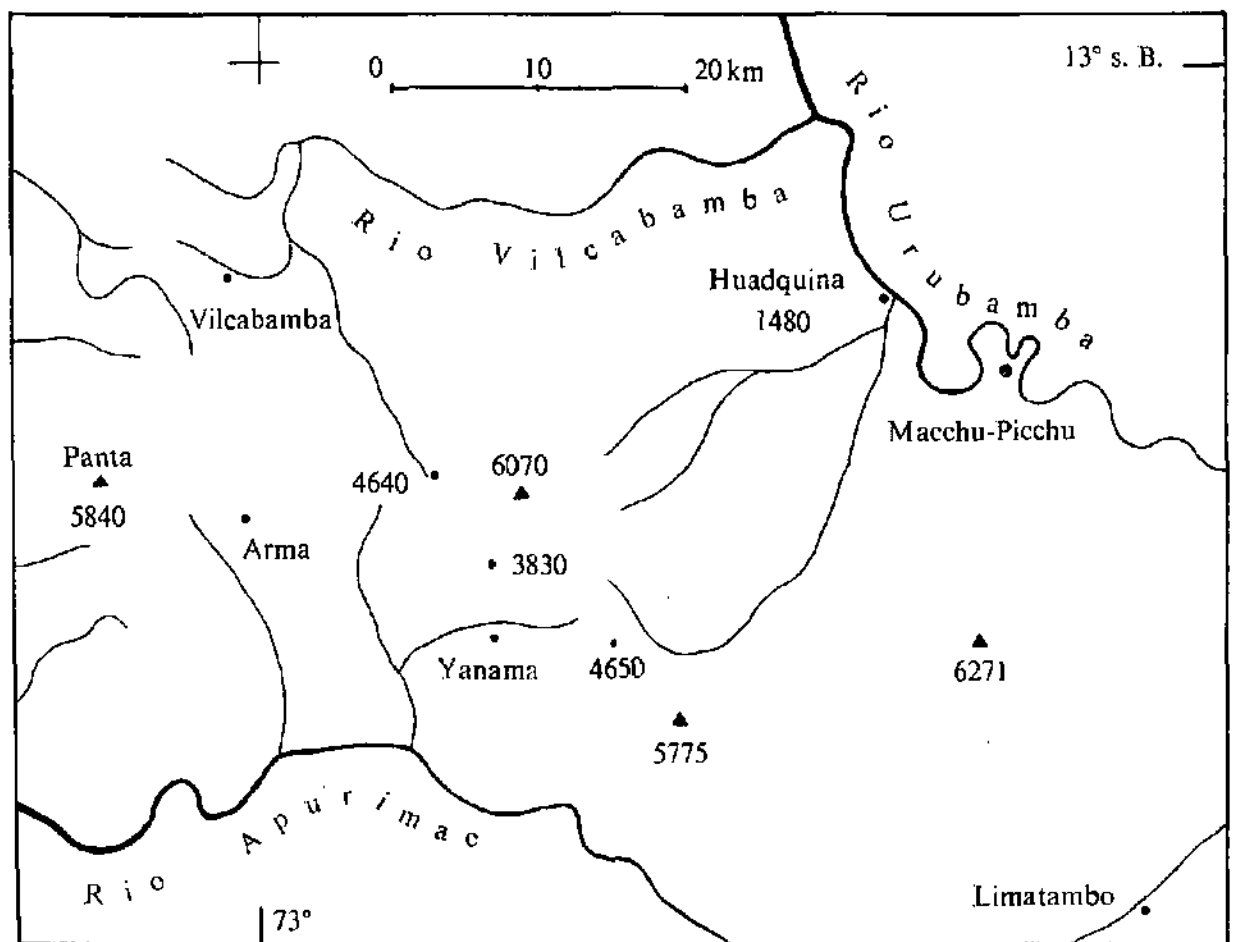 0 10 20 km
13° s. B.
Rio Urubamba
Rio Vilcabamba
Huadquina
1480
Vilcabamba
Macchu-Picchu
Panta
5840
4640
6070
Arma
3830
Yanama
4650
6271
5775
Rio Apurimac
Limatambo
73°